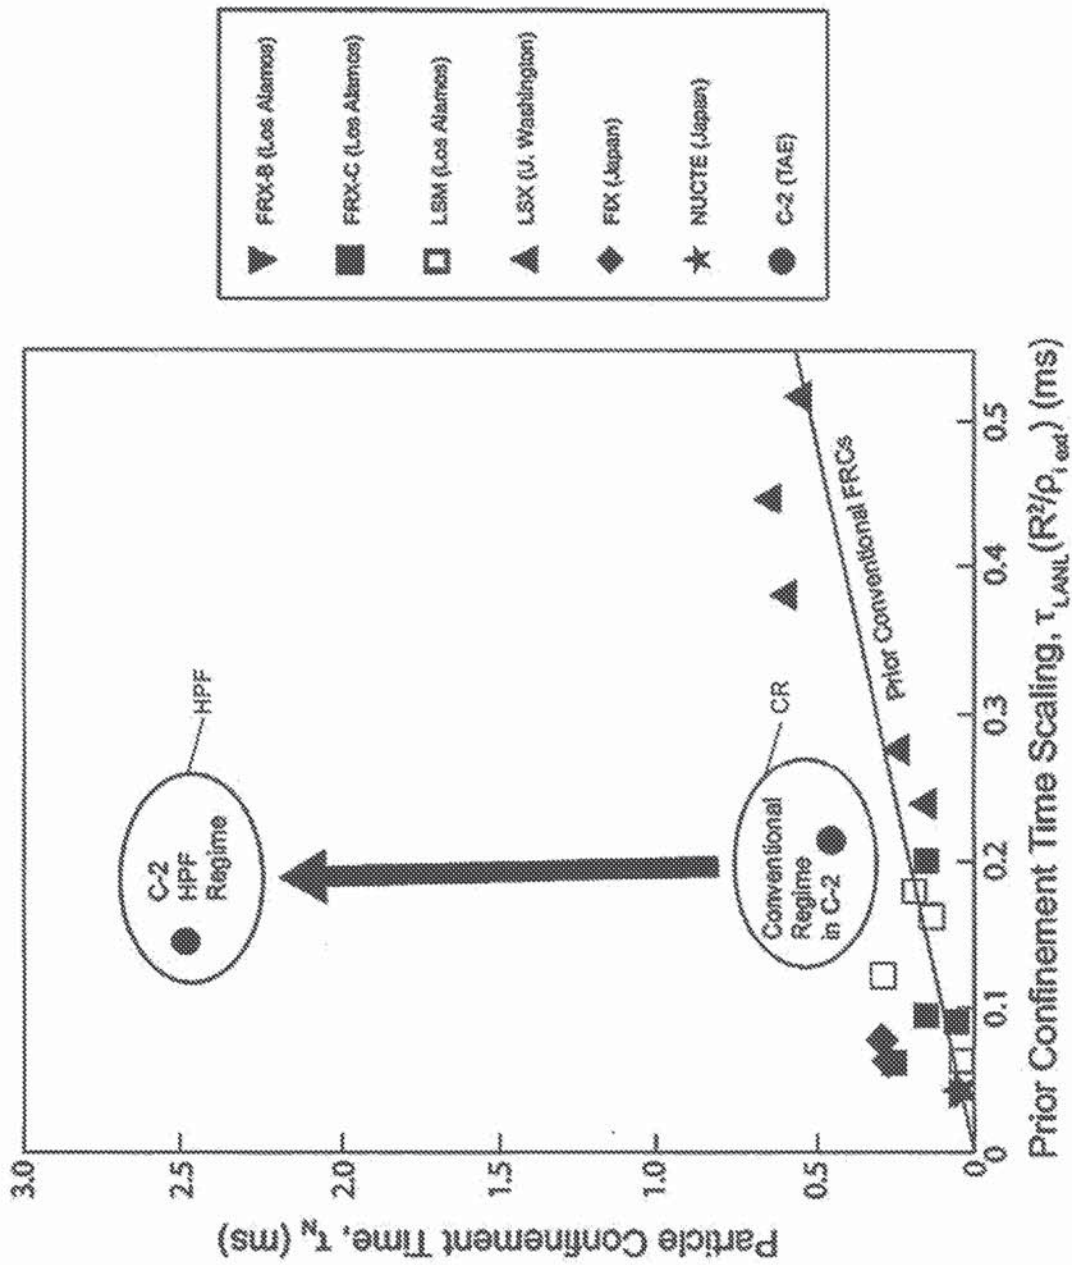 3.0
2.5
2.0
1.5
1.0
0.5
0
Particle Confinement Time, τN (ms)
C-2
HPF
Regime
HPF
Conventional
Regime
in C-2
CR
Prior Conventional FRCs
0
0.1
0.2
0.3
0.4
0.5
Prior Confinement Time Scaling, τLANL(R²/ρi ext) (ms)
FRX-B (Los Alamos)
FRX-C (Los Alamos)
LSM (Los Alamos)
LSX (U. Washington)
FIX (Japan)
NUCTE (Japan)
C-2 (TAE)